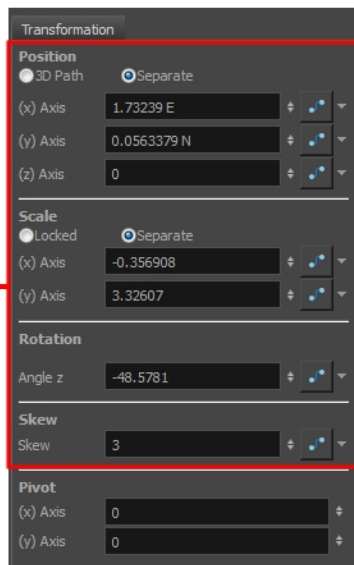 Transformation
Position
3D Path Separate
(x) Axis 1.73239 E
(y) Axis 0.0563379 N
(z) Axis 0
Scale
Locked Separate
(x) Axis -0.356908
(y) Axis 3.32607
Rotation
Angle z -48.5781
Skew
Skew 3
Pivot
(x) Axis 0
(y) Axis 0